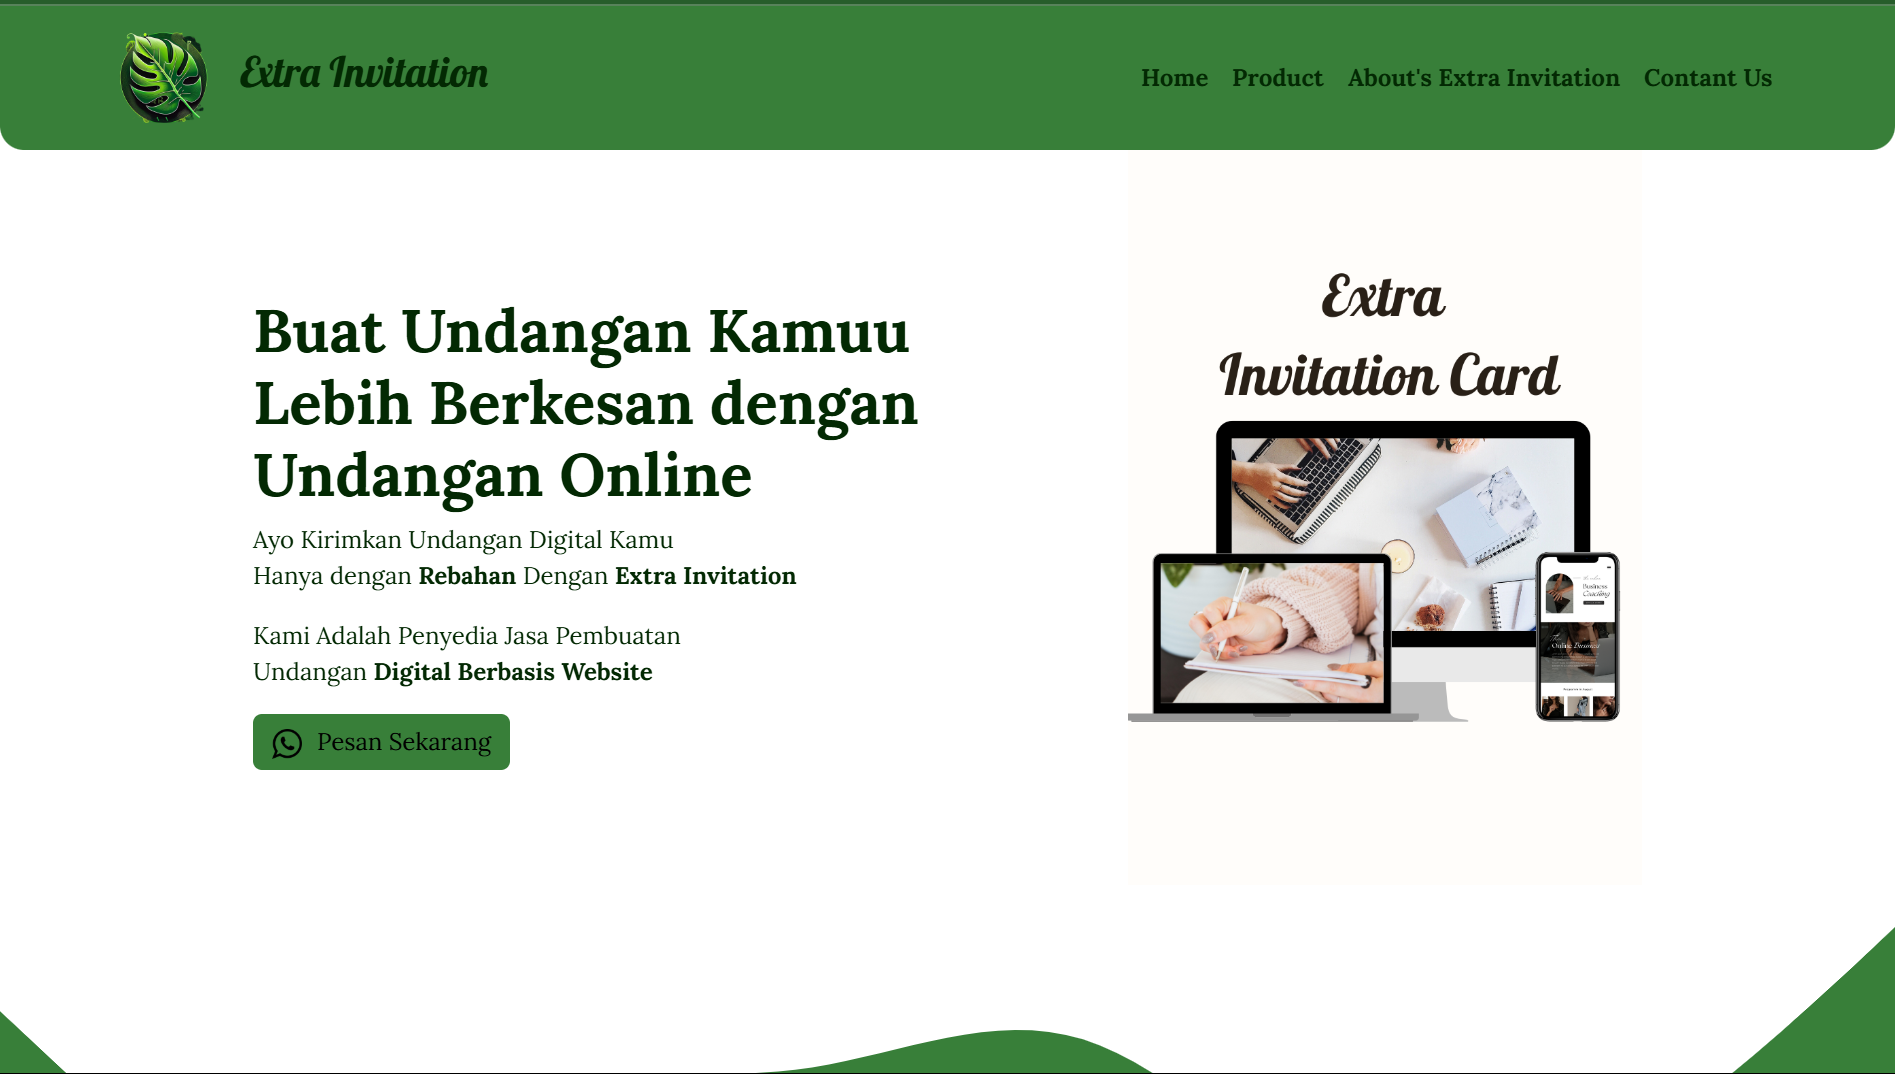 Extra Invitation
Home Product About's Extra Invitation Contant Us
Buat Undangan Kamuu
Lebih Berkesan dengan
Undangan Online
Ayo Kirimkan Undangan Digital Kamu
Hanya dengan Rebahan Dengan Extra Invitation
Kami Adalah Penyedia Jasa Pembuatan
Undangan Digital Berbasis Website
Pesan Sekarang
Extra
Invitation Card
Business
Coaching
The
Online Business